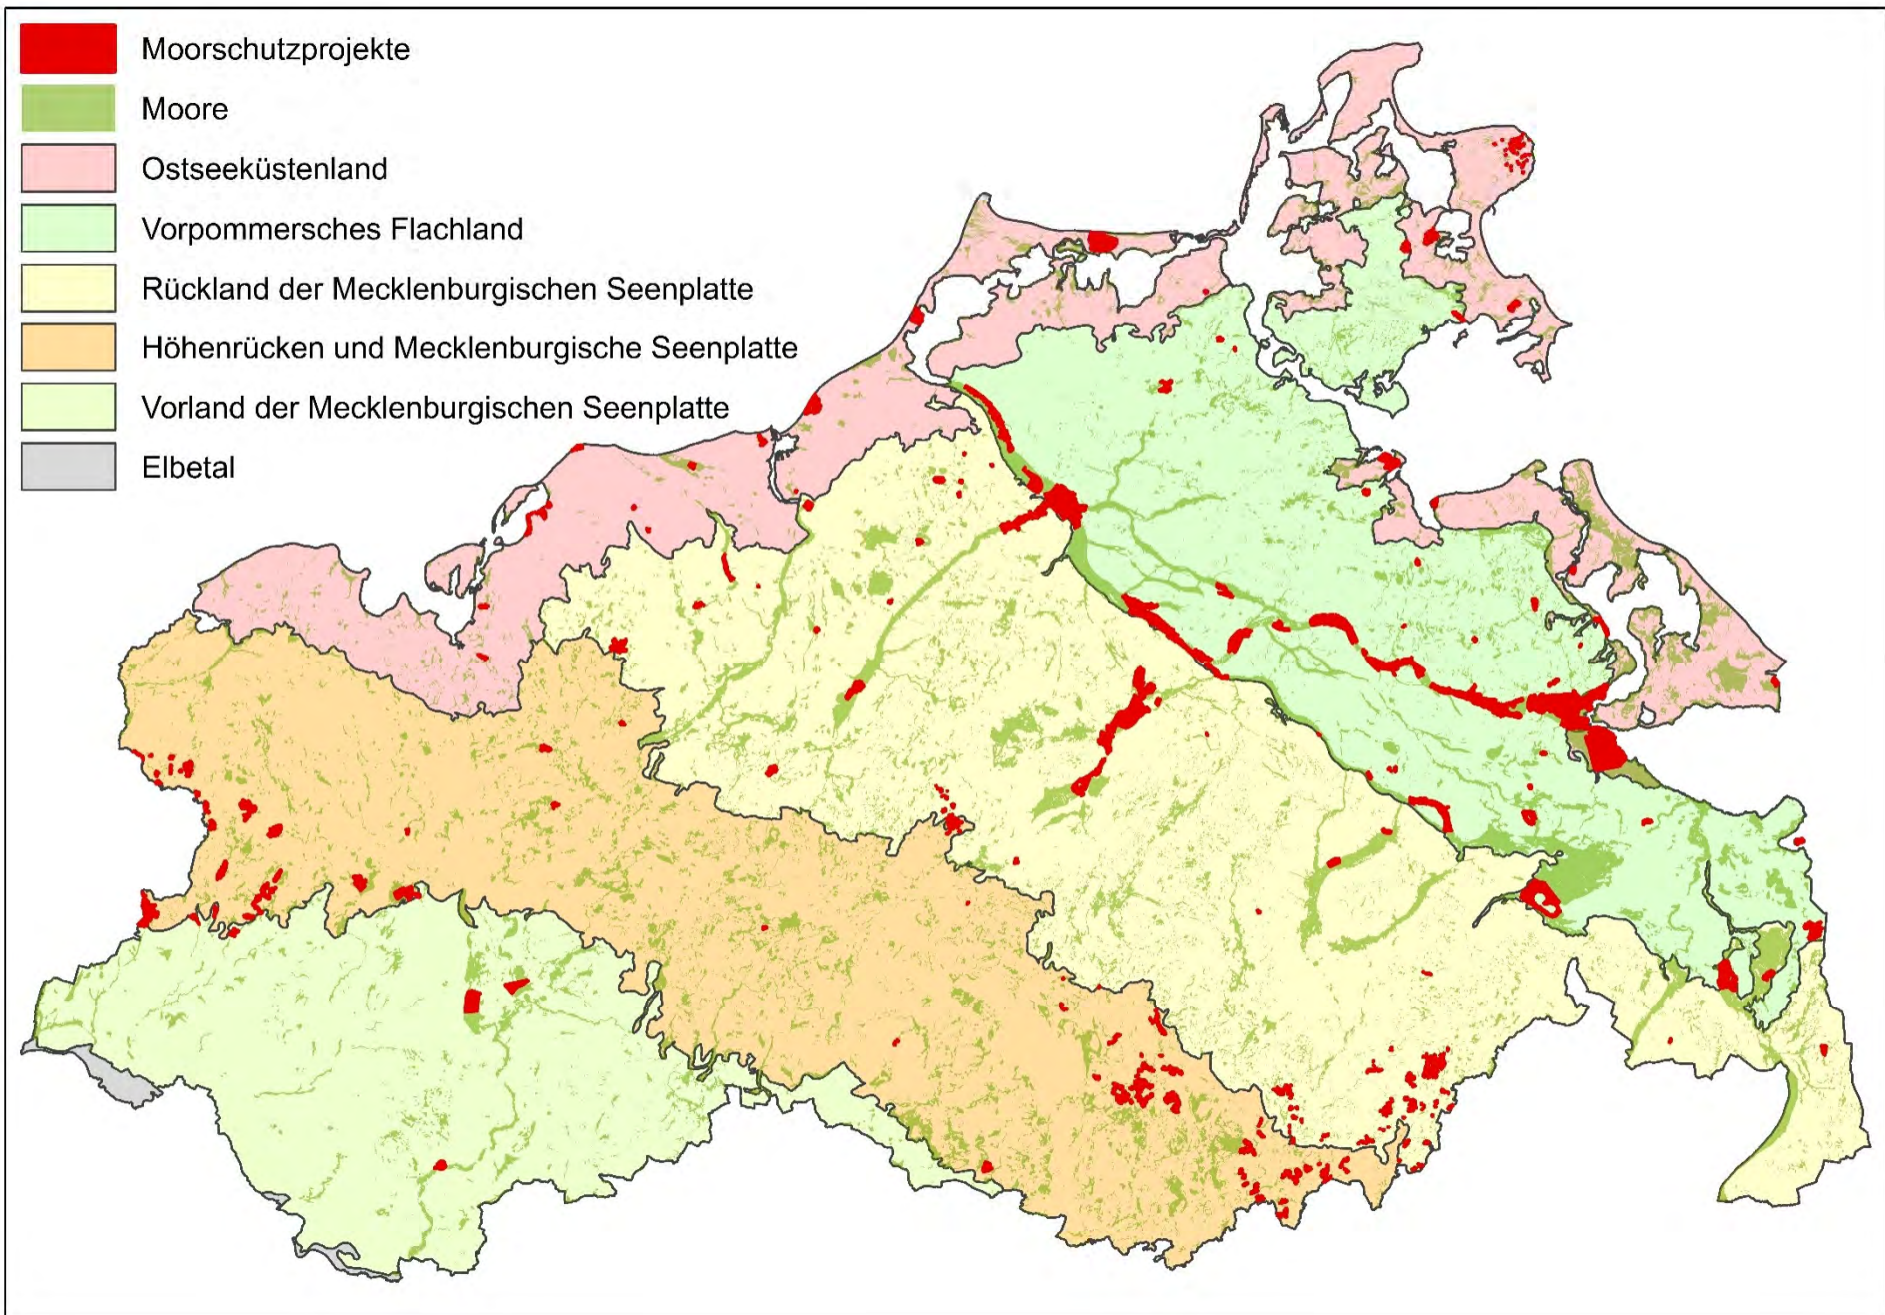 Moorschutzprojekte
Moore
Ostseeküstenland
Vorpommersches Flachland
Rückland der Mecklenburgischen Seenplatte
Höhenrücken und Mecklenburgische Seenplatte
Vorland der Mecklenburgischen Seenplatte
Elbetal